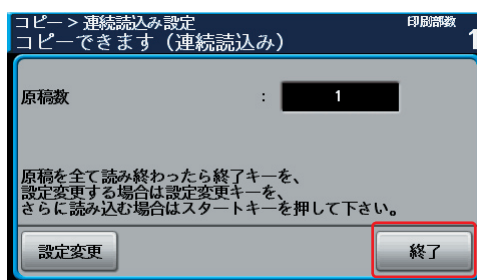 コピー > 連続読込み設定
印刷部数
コピーできます（連続読込み）
1
原稿数 : 1
原稿を全て読み終わったら終了キーを、
設定変更する場合は設定変更キーを、
さらに読み込む場合はスタートキーを押して下さい。
設定変更
終了